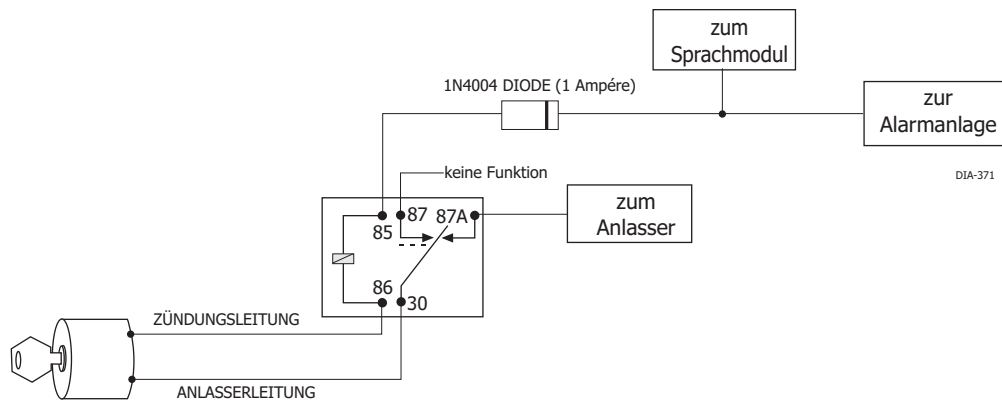 zum
Sprachmodul
1N4004 DIODE (1 Ampére)
zur
Alarmanlage
DIA-371
keine Funktion
zum
Anlasser
87
87A
85
86
30
ZÜNDUNGSLEITUNG
ANLASSERLEITUNG